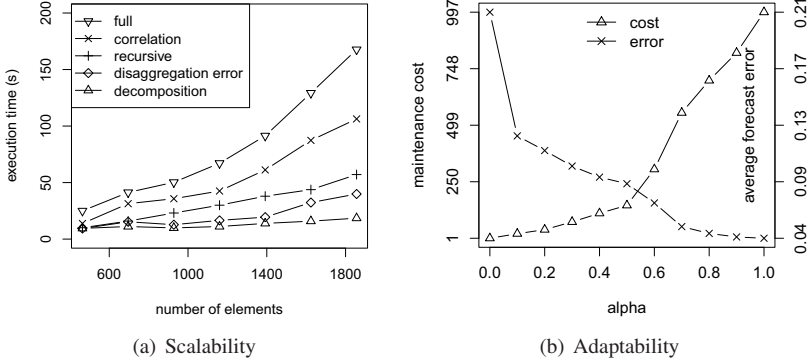 full
correlation
recursive
disaggregation error
decomposition
execution time (s)
200
150
100
50
0
600
1000
1400
1800
number of elements
(a) Scalability
cost
error
maintenance cost
997
748
499
250
1
average forecast error
0.21
0.17
0.13
0.09
0.04
0.0
0.2
0.4
0.6
0.8
1.0
alpha
(b) Adaptability